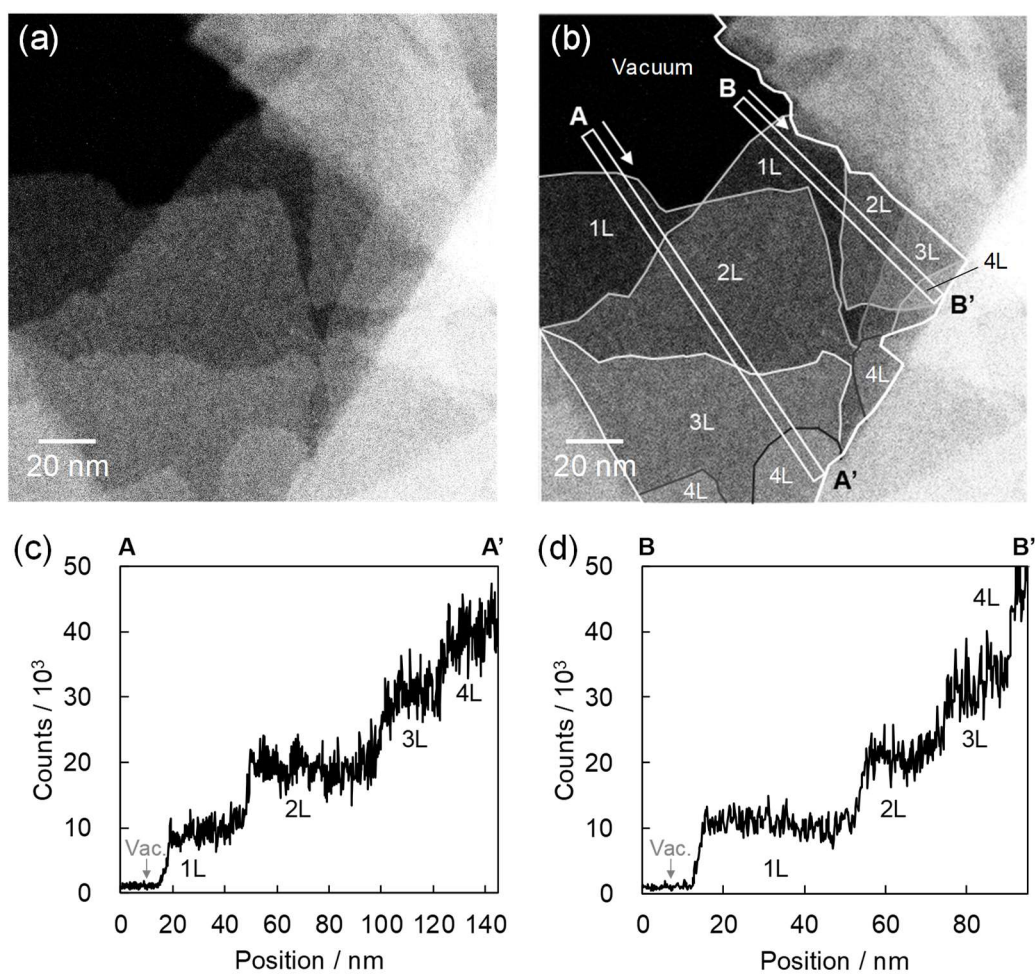 (a)
20 nm
(b)
Vacuum
A
B
1L
1L
2L
2L
3L
4L
B’
4L
3L
4L
4L
A’
20 nm
(c)
A
A’
50
40
30
20
10
0
Counts / 10³
Vac.
1L
2L
3L
4L
0
20
40
60
80
100
120
140
Position / nm
(d)
B
B’
50
40
30
20
10
0
Counts / 10³
Vac.
1L
2L
3L
4L
0
20
40
60
80
Position / nm